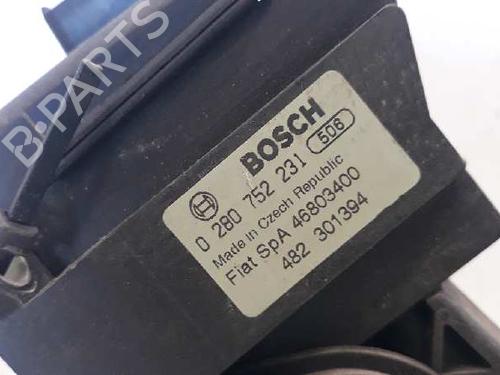 B-PARTS
BOSCH
0 280 752 231 506
Made in Czech Republic
Fiat SpA 46803400
482 301394